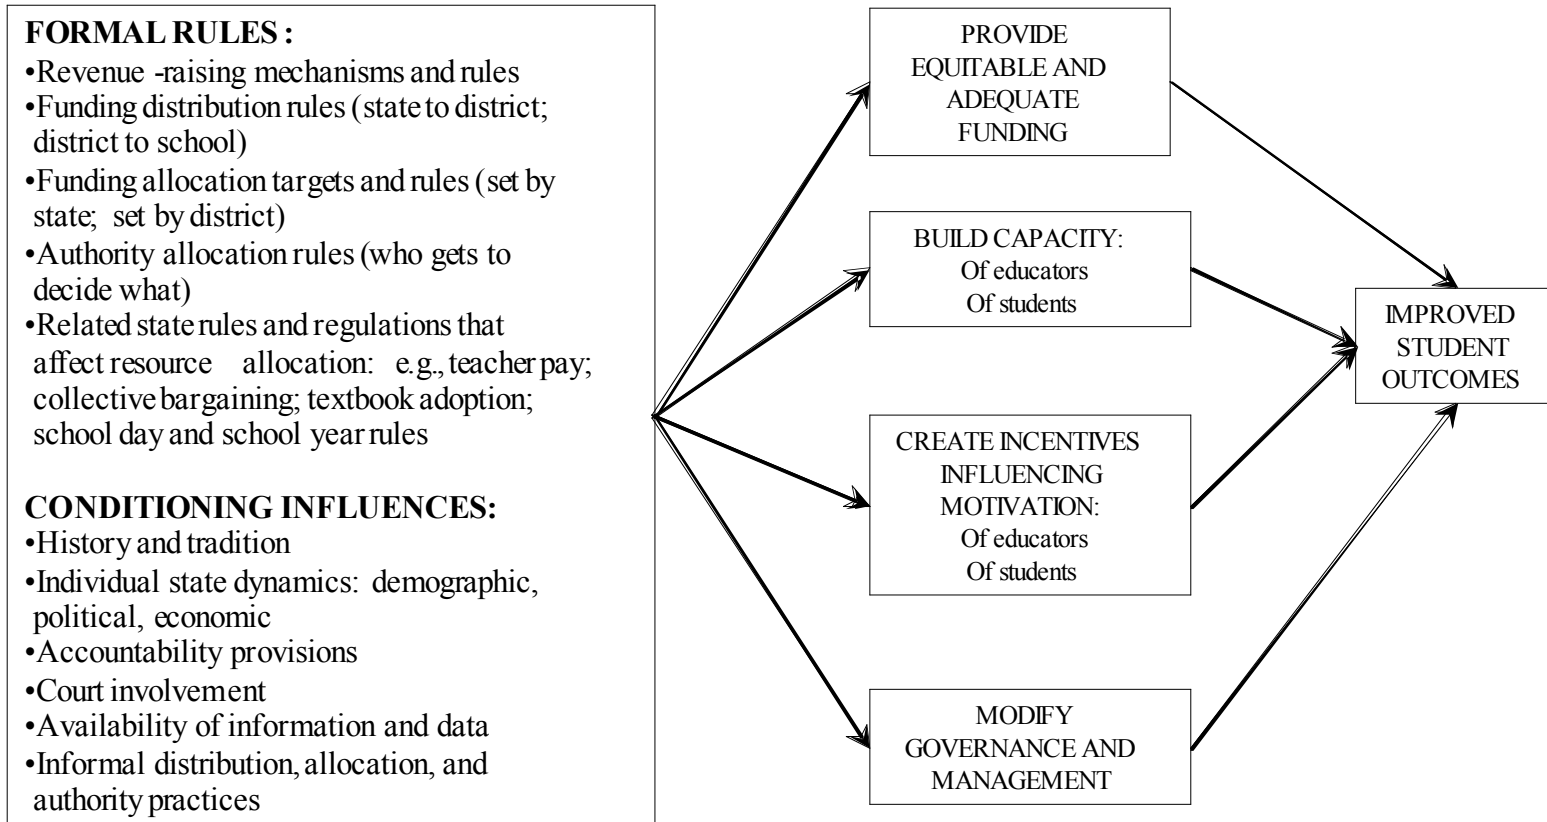 FORMAL RULES :
•Revenue -raising mechanisms and rules
•Funding distribution rules (state to district;
district to school)
•Funding allocation targets and rules (set by
state; set by district)
•Authority allocation rules (who gets to
decide what)
•Related state rules and regulations that
affect resource allocation: e.g., teacher pay;
collective bargaining; textbook adoption;
school day and school year rules
CONDITIONING INFLUENCES:
•History and tradition
•Individual state dynamics: demographic,
political, economic
•Accountability provisions
•Court involvement
•Availability of information and data
•Informal distribution, allocation, and
authority practices
PROVIDE
EQUITABLE AND
ADEQUATE
FUNDING
BUILD CAPACITY:
Of educators
Of students
CREATE INCENTIVES
INFLUENCING
MOTIVATION:
Of educators
Of students
MODIFY
GOVERNANCE AND
MANAGEMENT
IMPROVED
STUDENT
OUTCOMES